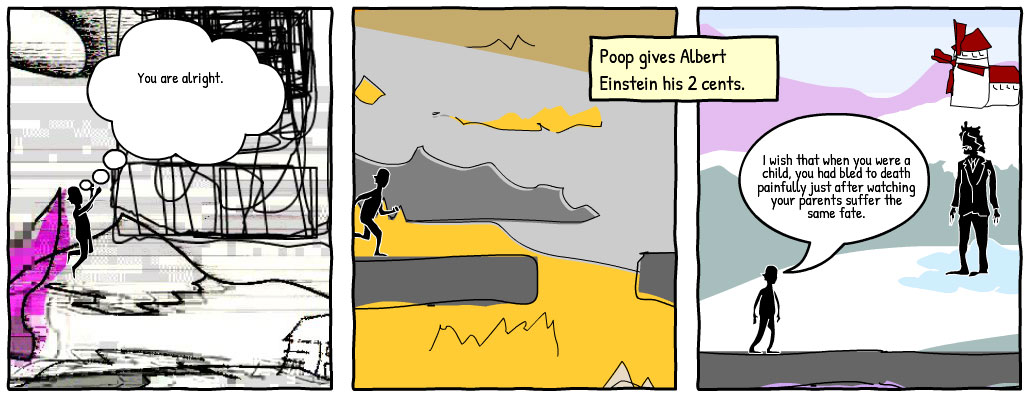 You are alright.
Poop gives Albert
Einstein his 2 cents.
I wish that when you were a
child, you had bled to death
painfully just after watching
your parents suffer the
same fate.